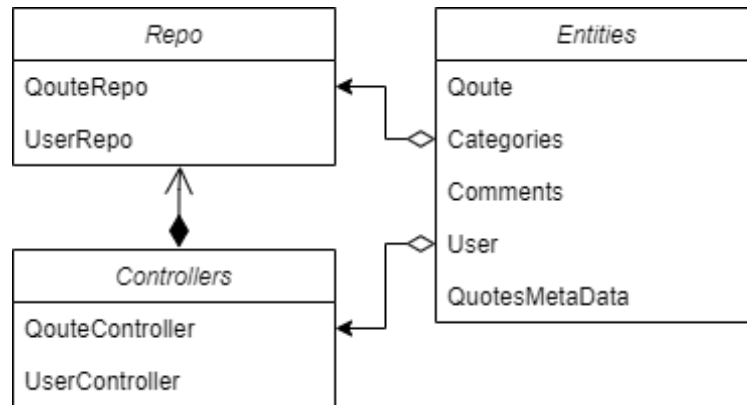 Repo
QouteRepo
UserRepo
Entities
Qoute
Categories
Comments
User
QuotesMetaData
Controllers
QouteController
UserController